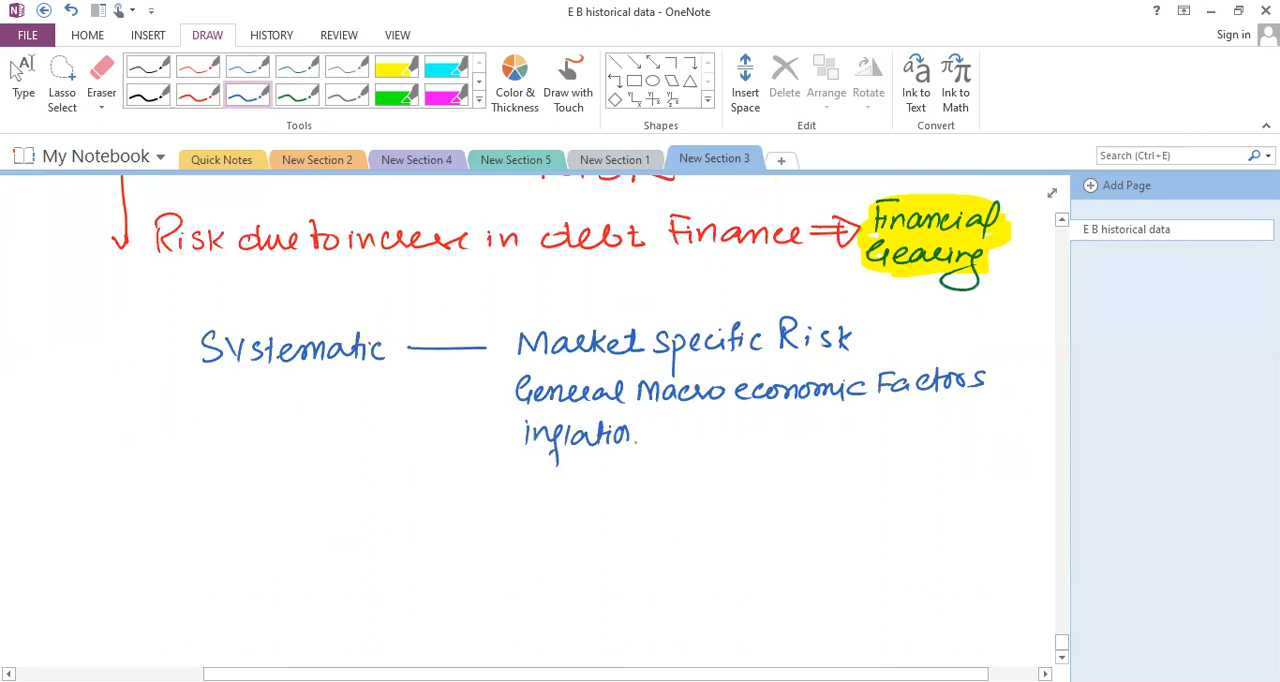 E B historical data - OneNote
?
Sign in
FILE HOME INSERT DRAW HISTORY REVIEW VIEW
Type
Lasso Select
Eraser
Color & Thickness
Draw with Touch
Insert Space
Delete
Arrange
Rotate
Ink to Text
Ink to Math
Tools
Shapes
Edit
Convert
My Notebook
Quick Notes
New Section 2
New Section 4
New Section 5
New Section 1
New Section 3
Search (Ctrl+E)
Add Page
E B historical data
Risk due to increase in debt Finance ⇒ Financial
Gearing
Systematic — Market Specific Risk
General Macro economic Factors
inflation